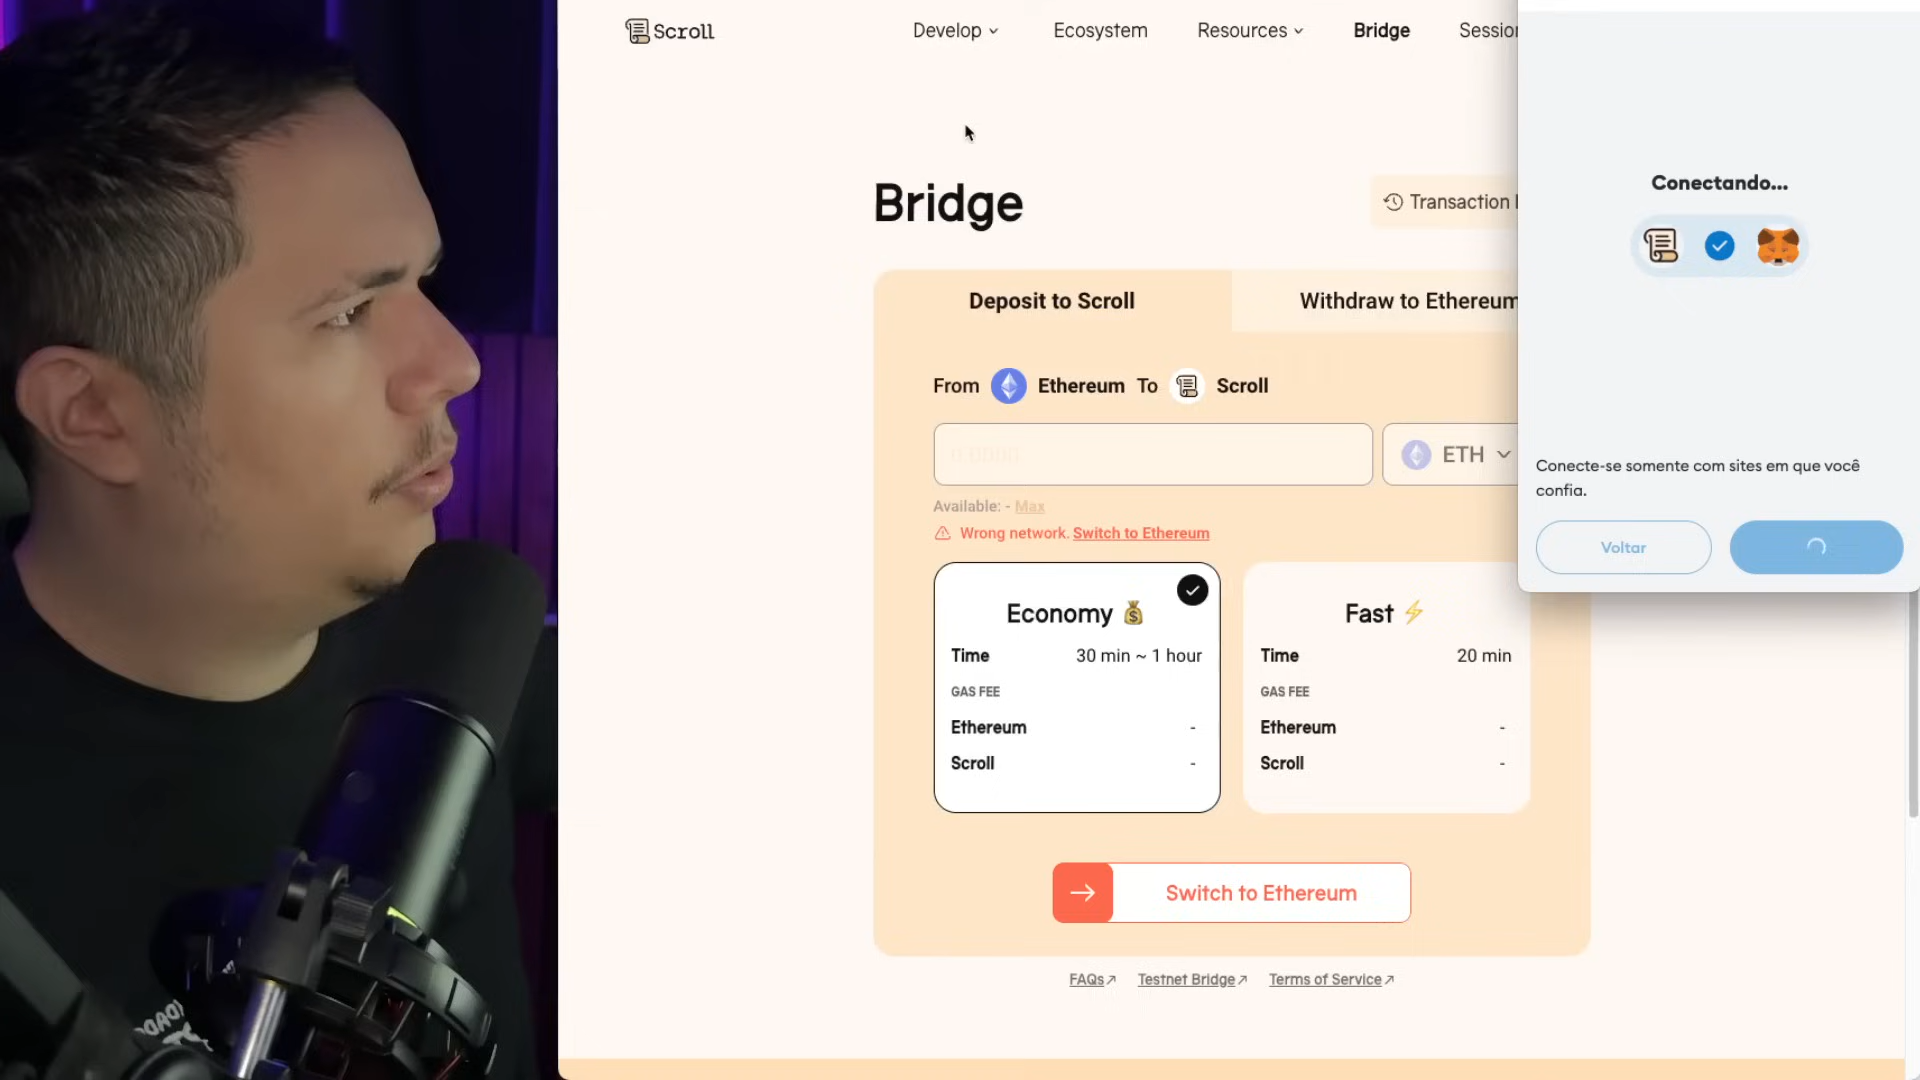 Scroll
Develop
Ecosystem
Resources
Bridge
Session
Bridge
Transaction
Deposit to Scroll
Withdraw to Ethereum
From Ethereum To Scroll
0.0000
ETH
Available: - Max
Wrong network. Switch to Ethereum
Economy
Time 30 min ~ 1 hour
GAS FEE
Ethereum -
Scroll -
Fast
Time 20 min
GAS FEE
Ethereum -
Scroll -
Switch to Ethereum
FAQs
Testnet Bridge
Terms of Service
Conectando...
Conecte-se somente com sites em que você
confia.
Voltar